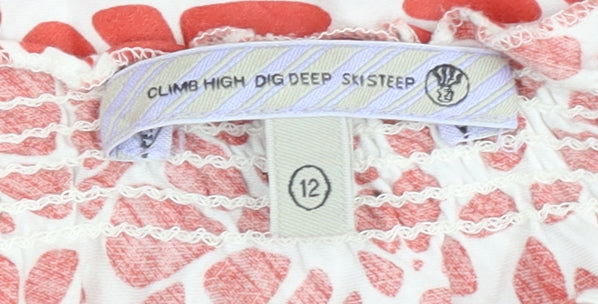 CLIMB HIGH DIG DEEP SKI STEEP
12